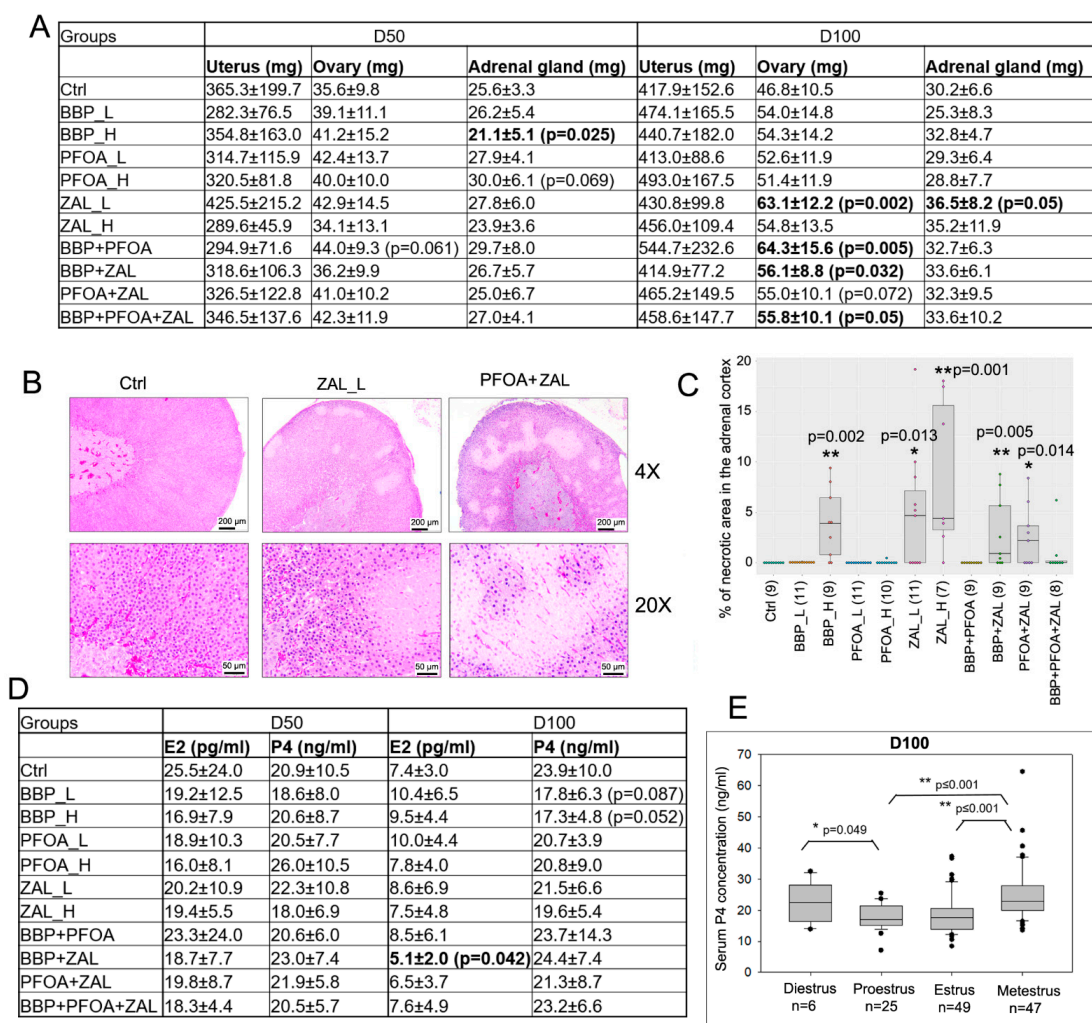 A
Groups D50 D100
Uterus (mg) Ovary (mg) Adrenal gland (mg) Uterus (mg) Ovary (mg) Adrenal gland (mg)
Ctrl 365.3±199.7 35.6±9.8 25.6±3.3 417.9±152.6 46.8±10.5 30.2±6.6
BBP_L 282.3±76.5 39.1±11.1 26.2±5.4 474.1±165.5 54.0±14.8 25.3±8.3
BBP_H 354.8±163.0 41.2±15.2 21.1±5.1 (p=0.025) 440.7±182.0 54.3±14.2 32.8±4.7
PFOA_L 314.7±115.9 42.4±13.7 27.9±4.1 413.0±88.6 52.6±11.9 29.3±6.4
PFOA_H 320.5±81.8 40.0±10.0 30.0±6.1 (p=0.069) 493.0±167.5 51.4±11.9 28.8±7.7
ZAL_L 425.5±215.2 42.9±14.5 27.8±6.0 430.8±99.8 63.1±12.2 (p=0.002) 36.5±8.2 (p=0.05)
ZAL_H 289.6±45.9 34.1±13.1 23.9±3.6 456.0±109.4 54.8±13.5 35.2±11.9
BBP+PFOA 294.9±71.6 44.0±9.3 (p=0.061) 29.7±8.0 544.7±232.6 64.3±15.6 (p=0.005) 32.7±6.3
BBP+ZAL 318.6±106.3 36.2±9.9 26.7±5.7 414.9±77.2 56.1±8.8 (p=0.032) 33.6±6.1
PFOA+ZAL 326.5±122.8 41.0±10.2 25.0±6.7 465.2±149.5 55.0±10.1 (p=0.072) 32.3±9.5
BBP+PFOA+ZAL 346.5±137.6 42.3±11.9 27.0±4.1 458.6±147.7 55.8±10.1 (p=0.05) 33.6±10.2
B
Ctrl ZAL_L PFOA+ZAL
4X
200 µm 200 µm 200 µm
20X
50 µm 50 µm 50 µm
C
% of necrotic area in the adrenal cortex
20
15
10
5
0
p=0.002
**
p=0.013
*
**p=0.001
p=0.005
**
p=0.014
*
Ctrl (9)
BBP_L (11)
BBP_H (9)
PFOA_L (11)
PFOA_H (10)
ZAL_L (11)
ZAL_H (7)
BBP+PFOA (9)
BBP+ZAL (9)
PFOA+ZAL (9)
BBP+PFOA+ZAL (8)
D
Groups D50 D100
E2 (pg/ml) P4 (ng/ml) E2 (pg/ml) P4 (ng/ml)
Ctrl 25.5±24.0 20.9±10.5 7.4±3.0 23.9±10.0
BBP_L 19.2±12.5 18.6±8.0 10.4±6.5 17.8±6.3 (p=0.087)
BBP_H 16.9±7.9 20.6±8.7 9.5±4.4 17.3±4.8 (p=0.052)
PFOA_L 18.9±10.3 20.5±7.7 10.0±4.4 20.7±3.9
PFOA_H 16.0±8.1 26.0±10.5 7.8±4.0 20.8±9.0
ZAL_L 20.2±10.9 22.3±10.8 8.6±6.9 21.5±6.6
ZAL_H 19.4±5.5 18.0±6.9 7.5±4.8 19.6±5.4
BBP+PFOA 23.3±24.0 20.6±6.0 8.5±6.1 23.7±14.3
BBP+ZAL 18.7±7.7 23.0±7.4 5.1±2.0 (p=0.042) 24.4±7.4
PFOA+ZAL 19.8±8.7 21.9±5.8 6.5±3.7 21.3±8.7
BBP+PFOA+ZAL 18.3±4.4 20.5±5.7 7.6±4.9 23.2±6.6
E
D100
Serum P4 concentration (ng/ml)
70
60
50
40
30
20
10
0
** p≤0.001
** p≤0.001
* p=0.049
Diestrus Proestrus Estrus Metestrus
n=6 n=25 n=49 n=47